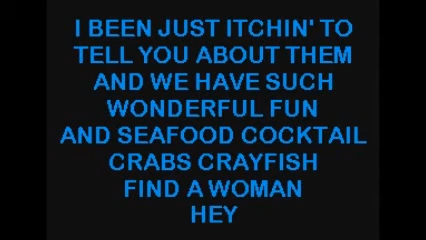 I BEEN JUST ITCHIN' TO
TELL YOU ABOUT THEM
AND WE HAVE SUCH
WONDERFUL FUN
AND SEAFOOD COCKTAIL
CRABS CRAYFISH
FIND A WOMAN
HEY